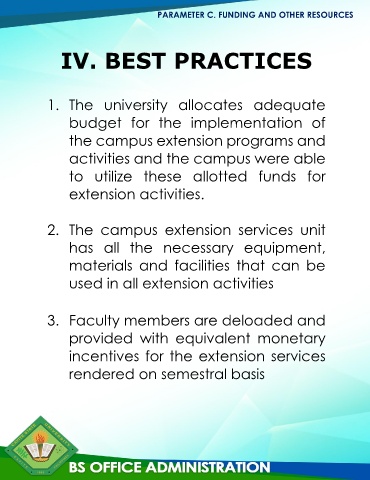 PARAMETER C. FUNDING AND OTHER RESOURCES
IV. BEST PRACTICES
1. The university allocates adequate
budget for the implementation of
the campus extension programs and
activities and the campus were able
to utilize these allotted funds for
extension activities.
2. The campus extension services unit
has all the necessary equipment,
materials and facilities that can be
used in all extension activities
3. Faculty members are deloaded and
provided with equivalent monetary
incentives for the extension services
rendered on semestral basis
BS OFFICE ADMINISTRATION